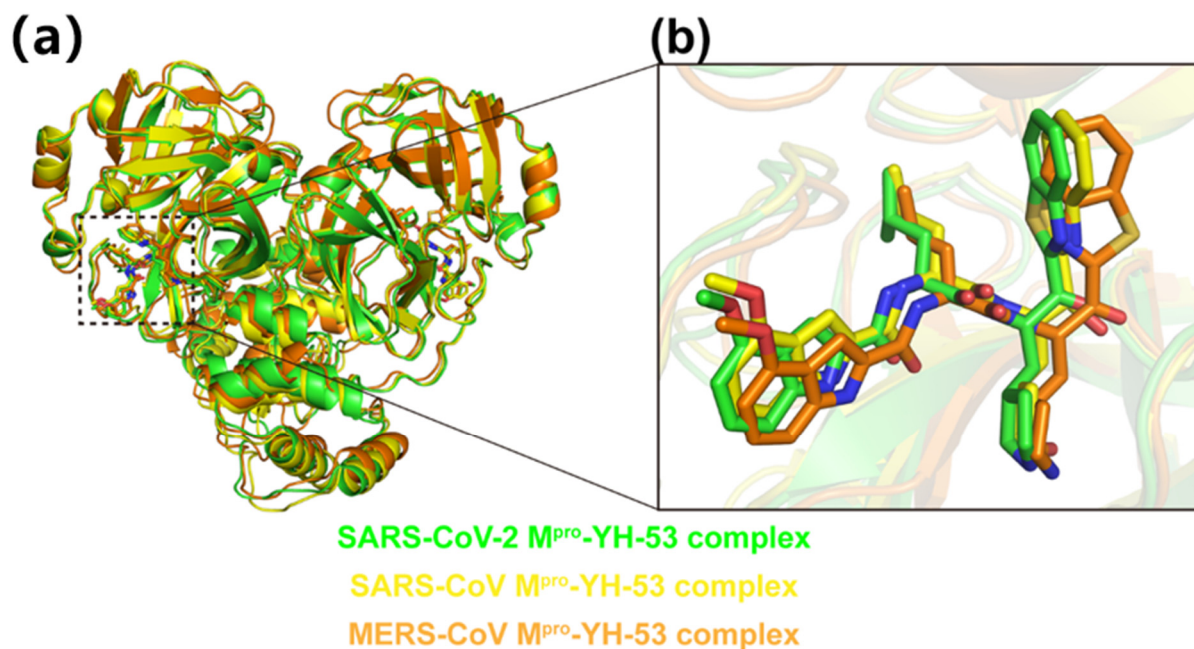 (a)
(b)
SARS-CoV-2 Mᵖʳᵒ-YH-53 complex
SARS-CoV Mᵖʳᵒ-YH-53 complex
MERS-CoV Mᵖʳᵒ-YH-53 complex